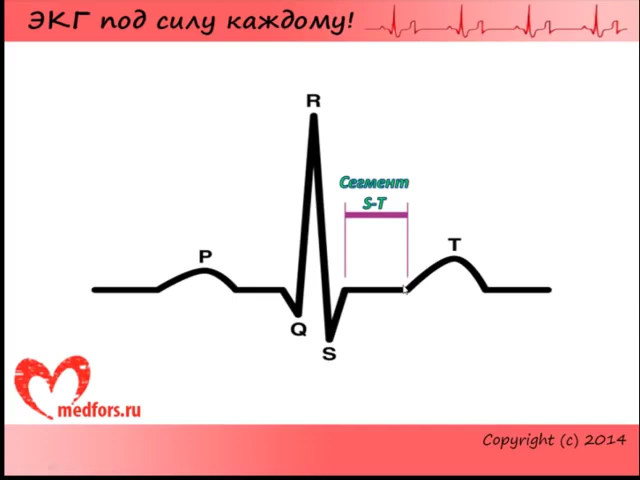 ЭКГ под силу каждому!
R
Сегмент
S-T
P
T
Q
S
medfors.ru
Copyright (c) 2014